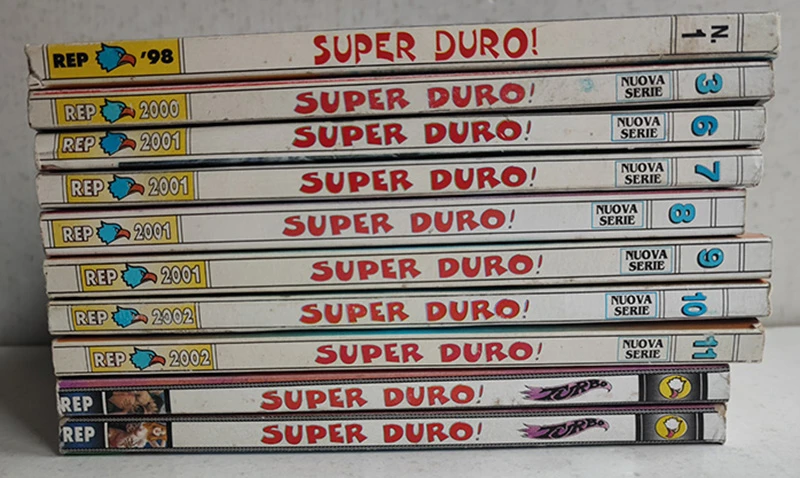 REP '98 SUPER DURO! N. 1
REP 2000 SUPER DURO! NUOVA SERIE 3
REP 2001 SUPER DURO! NUOVA SERIE 6
REP 2001 SUPER DURO! NUOVA SERIE 7
REP 2001 SUPER DURO! NUOVA SERIE 8
REP 2001 SUPER DURO! NUOVA SERIE 9
REP 2002 SUPER DURO! NUOVA SERIE 10
REP 2002 SUPER DURO! NUOVA SERIE 11
REP SUPER DURO! TURBO
REP SUPER DURO! TURBO